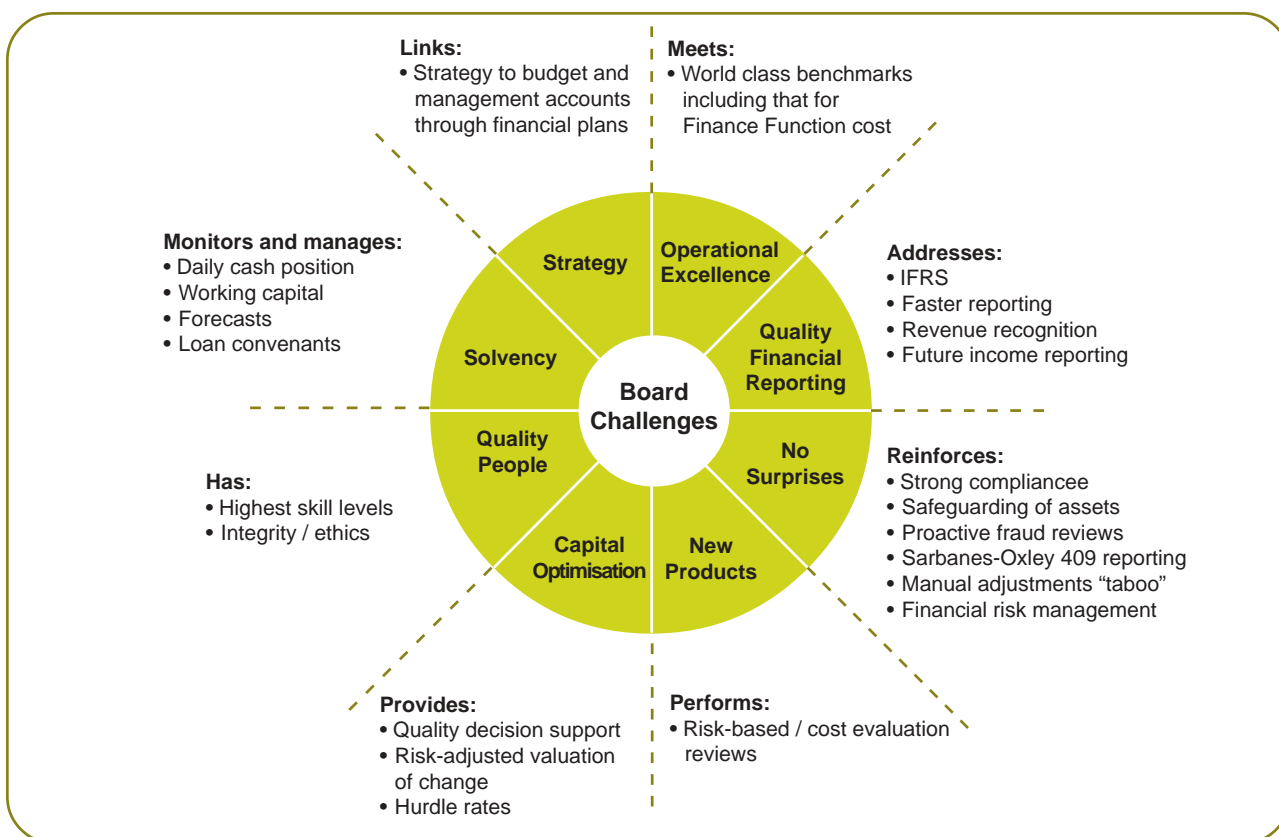 Links:
• Strategy to budget and
management accounts
through financial plans
Meets:
• World class benchmarks
including that for
Finance Function cost
Monitors and manages:
• Daily cash position
• Working capital
• Forecasts
• Loan convenants
Strategy
Operational
Excellence
Addresses:
• IFRS
• Faster reporting
• Revenue recognition
• Future income reporting
Solvency
Quality
Financial
Reporting
Board
Challenges
Has:
• Highest skill levels
• Integrity / ethics
Quality
People
No
Surprises
Reinforces:
• Strong compliancee
• Safeguarding of assets
• Proactive fraud reviews
• Sarbanes-Oxley 409 reporting
• Manual adjustments “taboo”
• Financial risk management
Capital
Optimisation
New
Products
Provides:
• Quality decision support
• Risk-adjusted valuation
of change
• Hurdle rates
Performs:
• Risk-based / cost evaluation
reviews